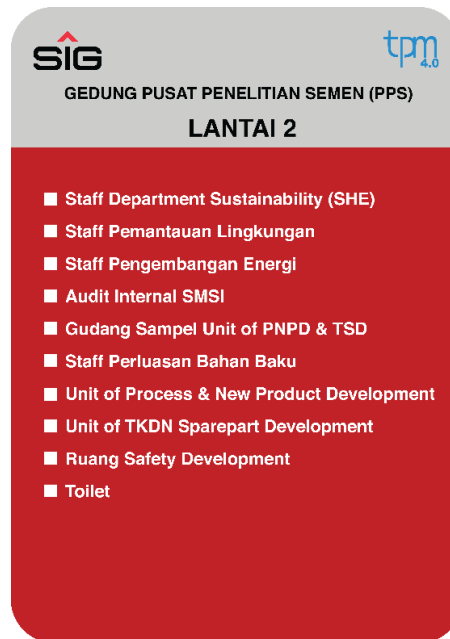 SIG
tpm
4.0
GEDUNG PUSAT PENELITIAN SEMEN (PPS)
LANTAI 2
Staff Department Sustainability (SHE)
Staff Pemantauan Lingkungan
Staff Pengembangan Energi
Audit Internal SMSI
Gudang Sampel Unit of PNPD & TSD
Staff Perluasan Bahan Baku
Unit of Process & New Product Development
Unit of TKDN Sparepart Development
Ruang Safety Development
Toilet